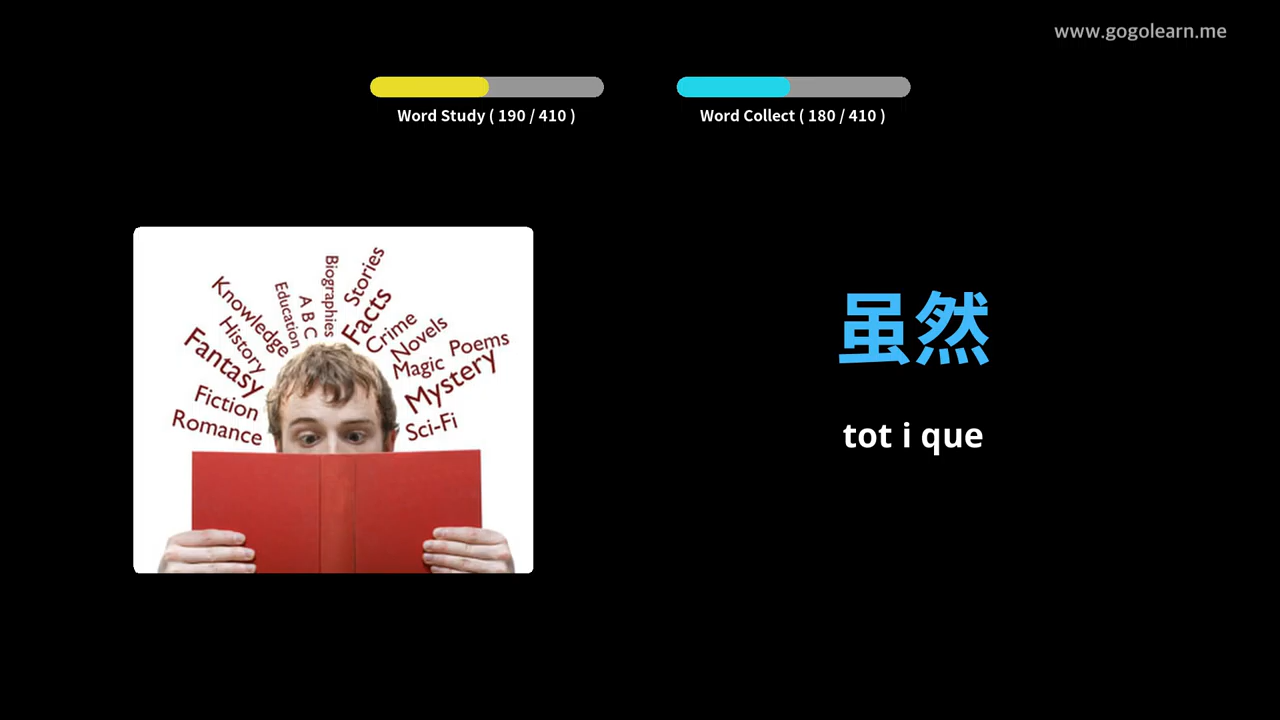 www.gogolearn.me
Word Study ( 190 / 410 )
Word Collect ( 180 / 410 )
Biographies
Stories
Education
A B C
Facts
Knowledge
History
Crime
Novels
Fantasy
Magic
Poems
Mystery
Fiction
Romance
Sci-Fi
虽然
tot i que